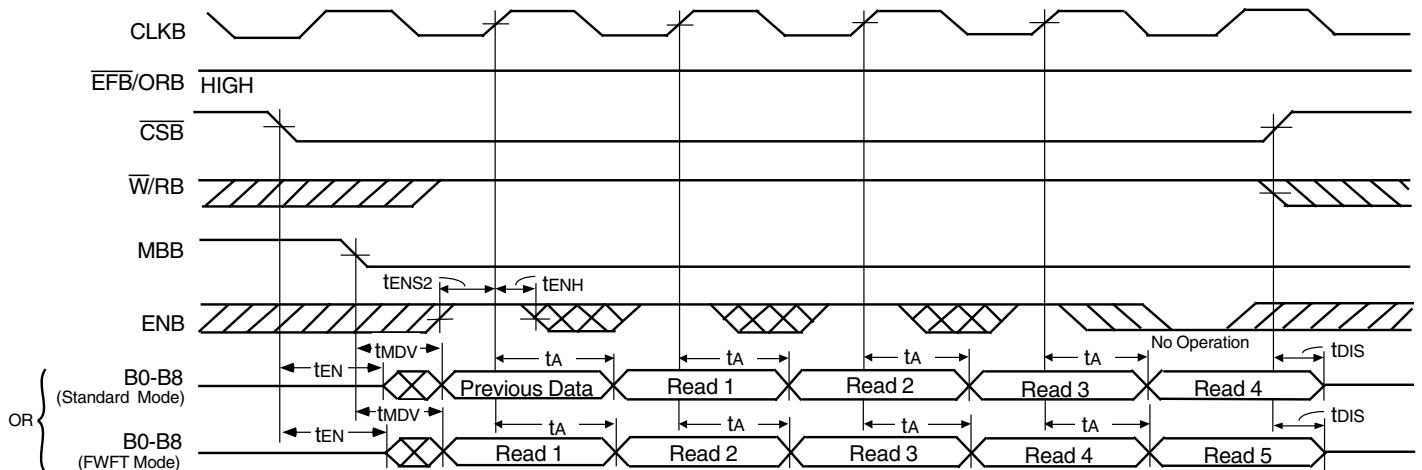 CLKB
EFB/ORB HIGH
CSB
W/RB
MBB
tENS2 tENH
ENB
No Operation
tMDV tA tA tA tA tDIS
tEN
B0-B8 Previous Data Read 1 Read 2 Read 3 Read 4
(Standard Mode)
OR
tMDV tDIS
tEN tA tA tA tA
B0-B8 Read 1 Read 2 Read 3 Read 4 Read 5
(FWFT Mode)